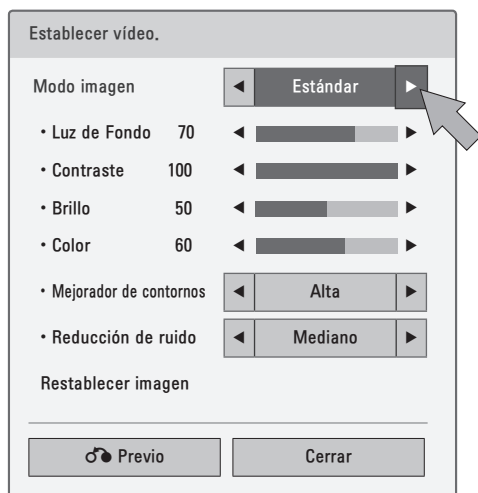 Establecer vídeo.
Modo imagen ◀ Estándar ▶
• Luz de Fondo 70 ◀ ▶
• Contraste 100 ◀ ▶
• Brillo 50 ◀ ▶
• Color 60 ◀ ▶
• Mejorador de contornos ◀ Alta ▶
• Reducción de ruido ◀ Mediano ▶
Restablecer imagen
Previo Cerrar